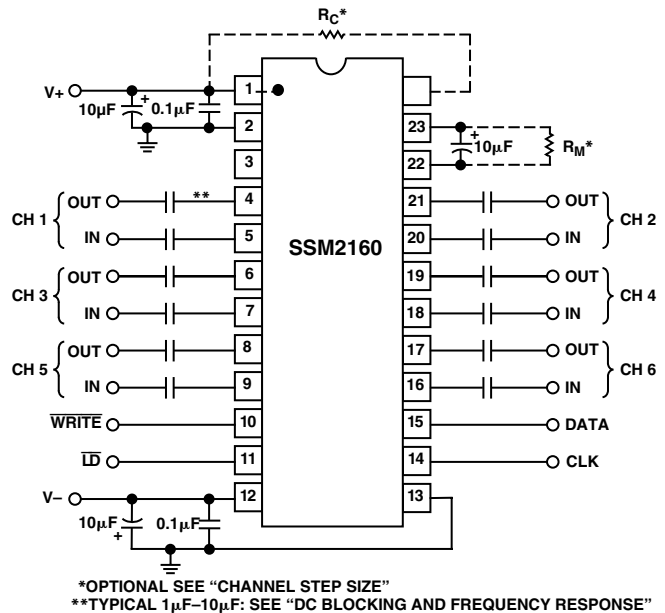 R_C*
V+
10µF
+
0.1µF
1
2
3
4
5
6
7
8
9
10
11
12
SSM2160
23
22
21
20
19
18
17
16
15
14
13
+
10µF
R_M*
CH 1
OUT
**
IN
CH 3
OUT
IN
CH 5
OUT
IN
WRITE
LD
V–
10µF
+
0.1µF
OUT
IN
CH 2
OUT
IN
CH 4
OUT
IN
CH 6
DATA
CLK
*OPTIONAL SEE “CHANNEL STEP SIZE”
**TYPICAL 1µF–10µF: SEE “DC BLOCKING AND FREQUENCY RESPONSE”